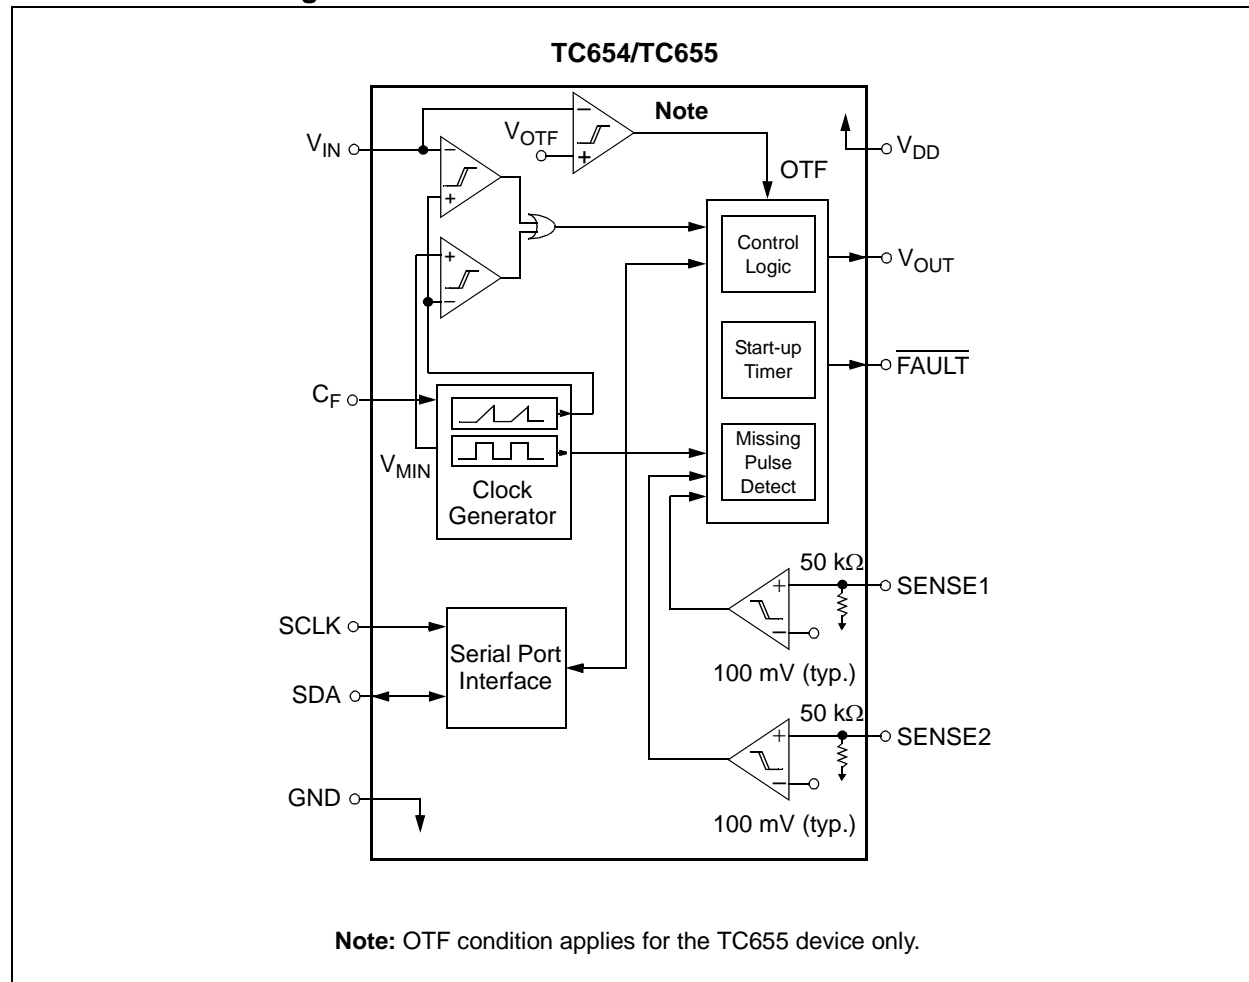 TC654/TC655
Note
VIN
VOTF
VDD
OTF
Control
Logic
VOUT
Start-up
Timer
FAULT
CF
Missing
Pulse
Detect
VMIN
Clock
Generator
50 kΩ
SENSE1
SCLK
Serial Port
Interface
100 mV (typ.)
SDA
50 kΩ
SENSE2
GND
100 mV (typ.)
Note: OTF condition applies for the TC655 device only.